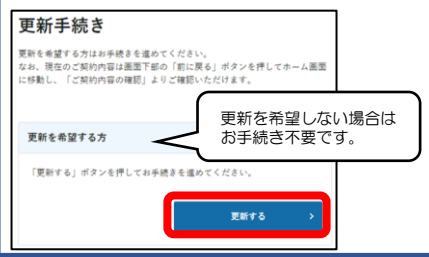 更新手続き
更新を希望する方はお手続きを進めてください。
なお、現在のご契約内容は画面下部の「前に戻る」ボタンを押してホーム画面
に移動し、「ご契約内容の確認」よりご確認いただけます。
更新を希望しない場合は
お手続き不要です。
更新を希望する方
「更新する」ボタンを押してお手続きを進めてください。
更新する